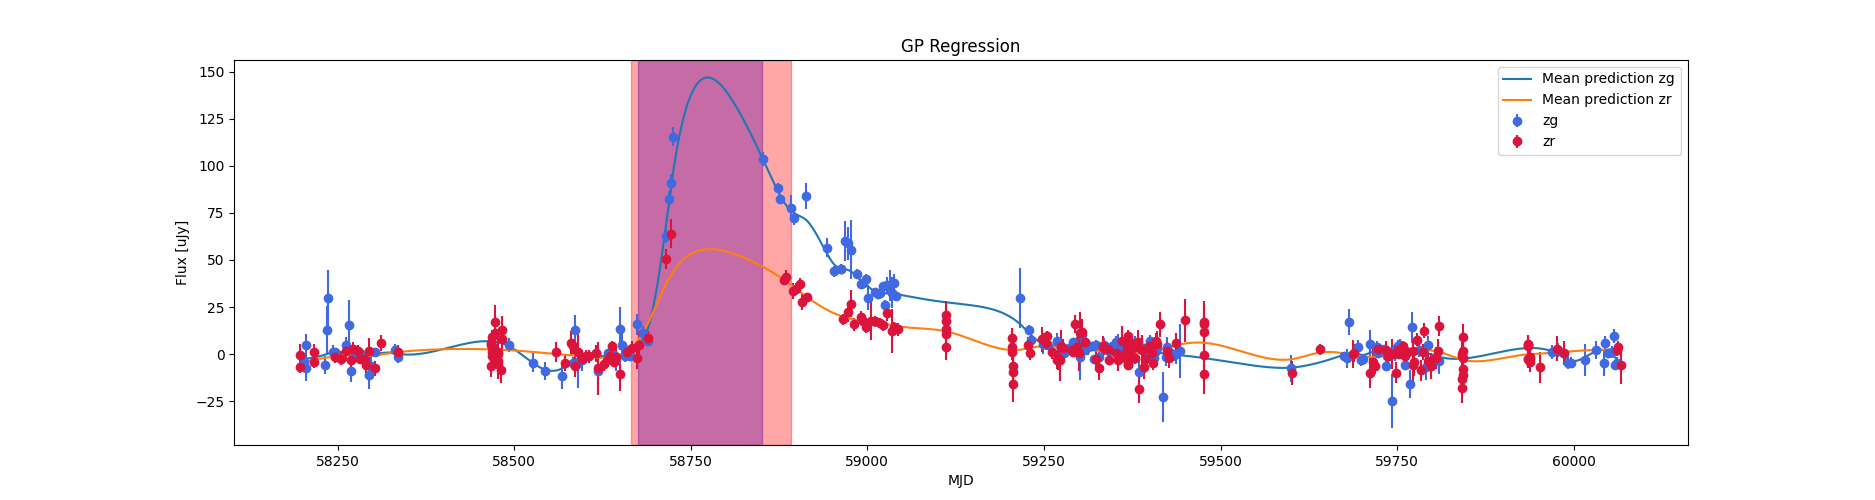 GP Regression
Mean prediction zg
Mean prediction zr
zg
zr
Flux [uJy]
150
125
100
75
50
25
0
−25
58250
58500
58750
59000
59250
59500
59750
60000
MJD